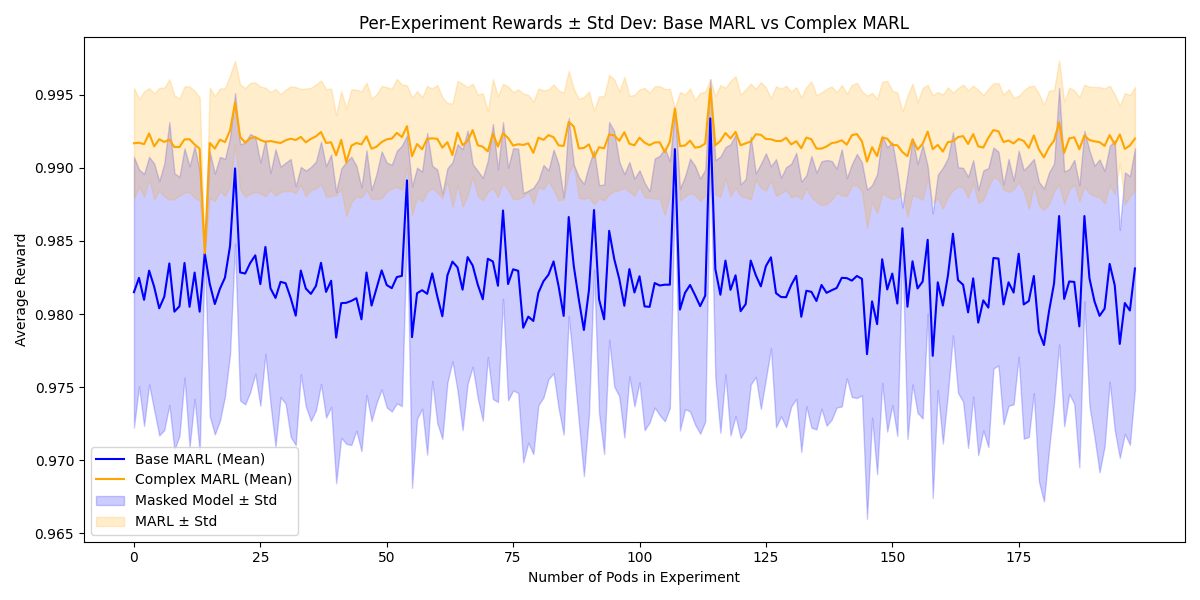 Per-Experiment Rewards ± Std Dev: Base MARL vs Complex MARL
Average Reward
0.995
0.990
0.985
0.980
0.975
0.970
0.965
Base MARL (Mean)
Complex MARL (Mean)
Masked Model ± Std
MARL ± Std
0 25 50 75 100 125 150 175
Number of Pods in Experiment